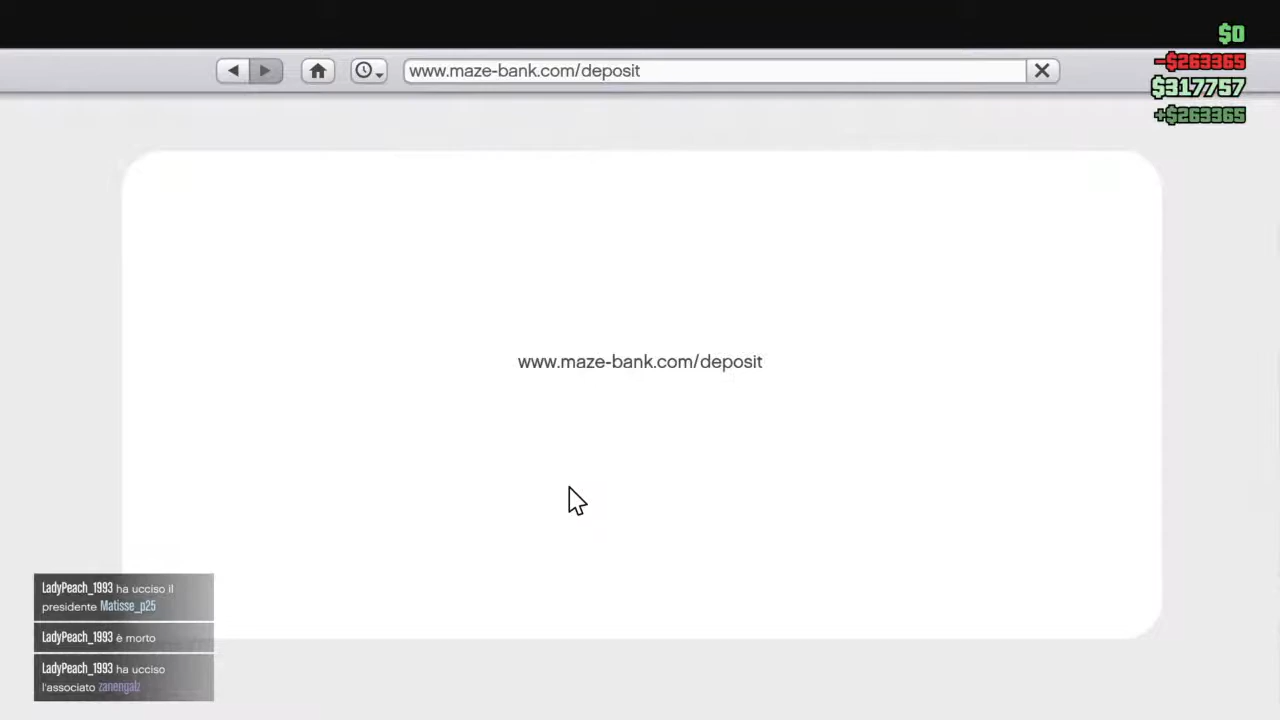 www.maze-bank.com/deposit
$0
-$263365
$317757
+$263365
www.maze-bank.com/deposit
LadyPeach_1993 ha ucciso il
presidente Matisse_p25
LadyPeach_1993 è morto
LadyPeach_1993 ha ucciso
l'associato zanengalz